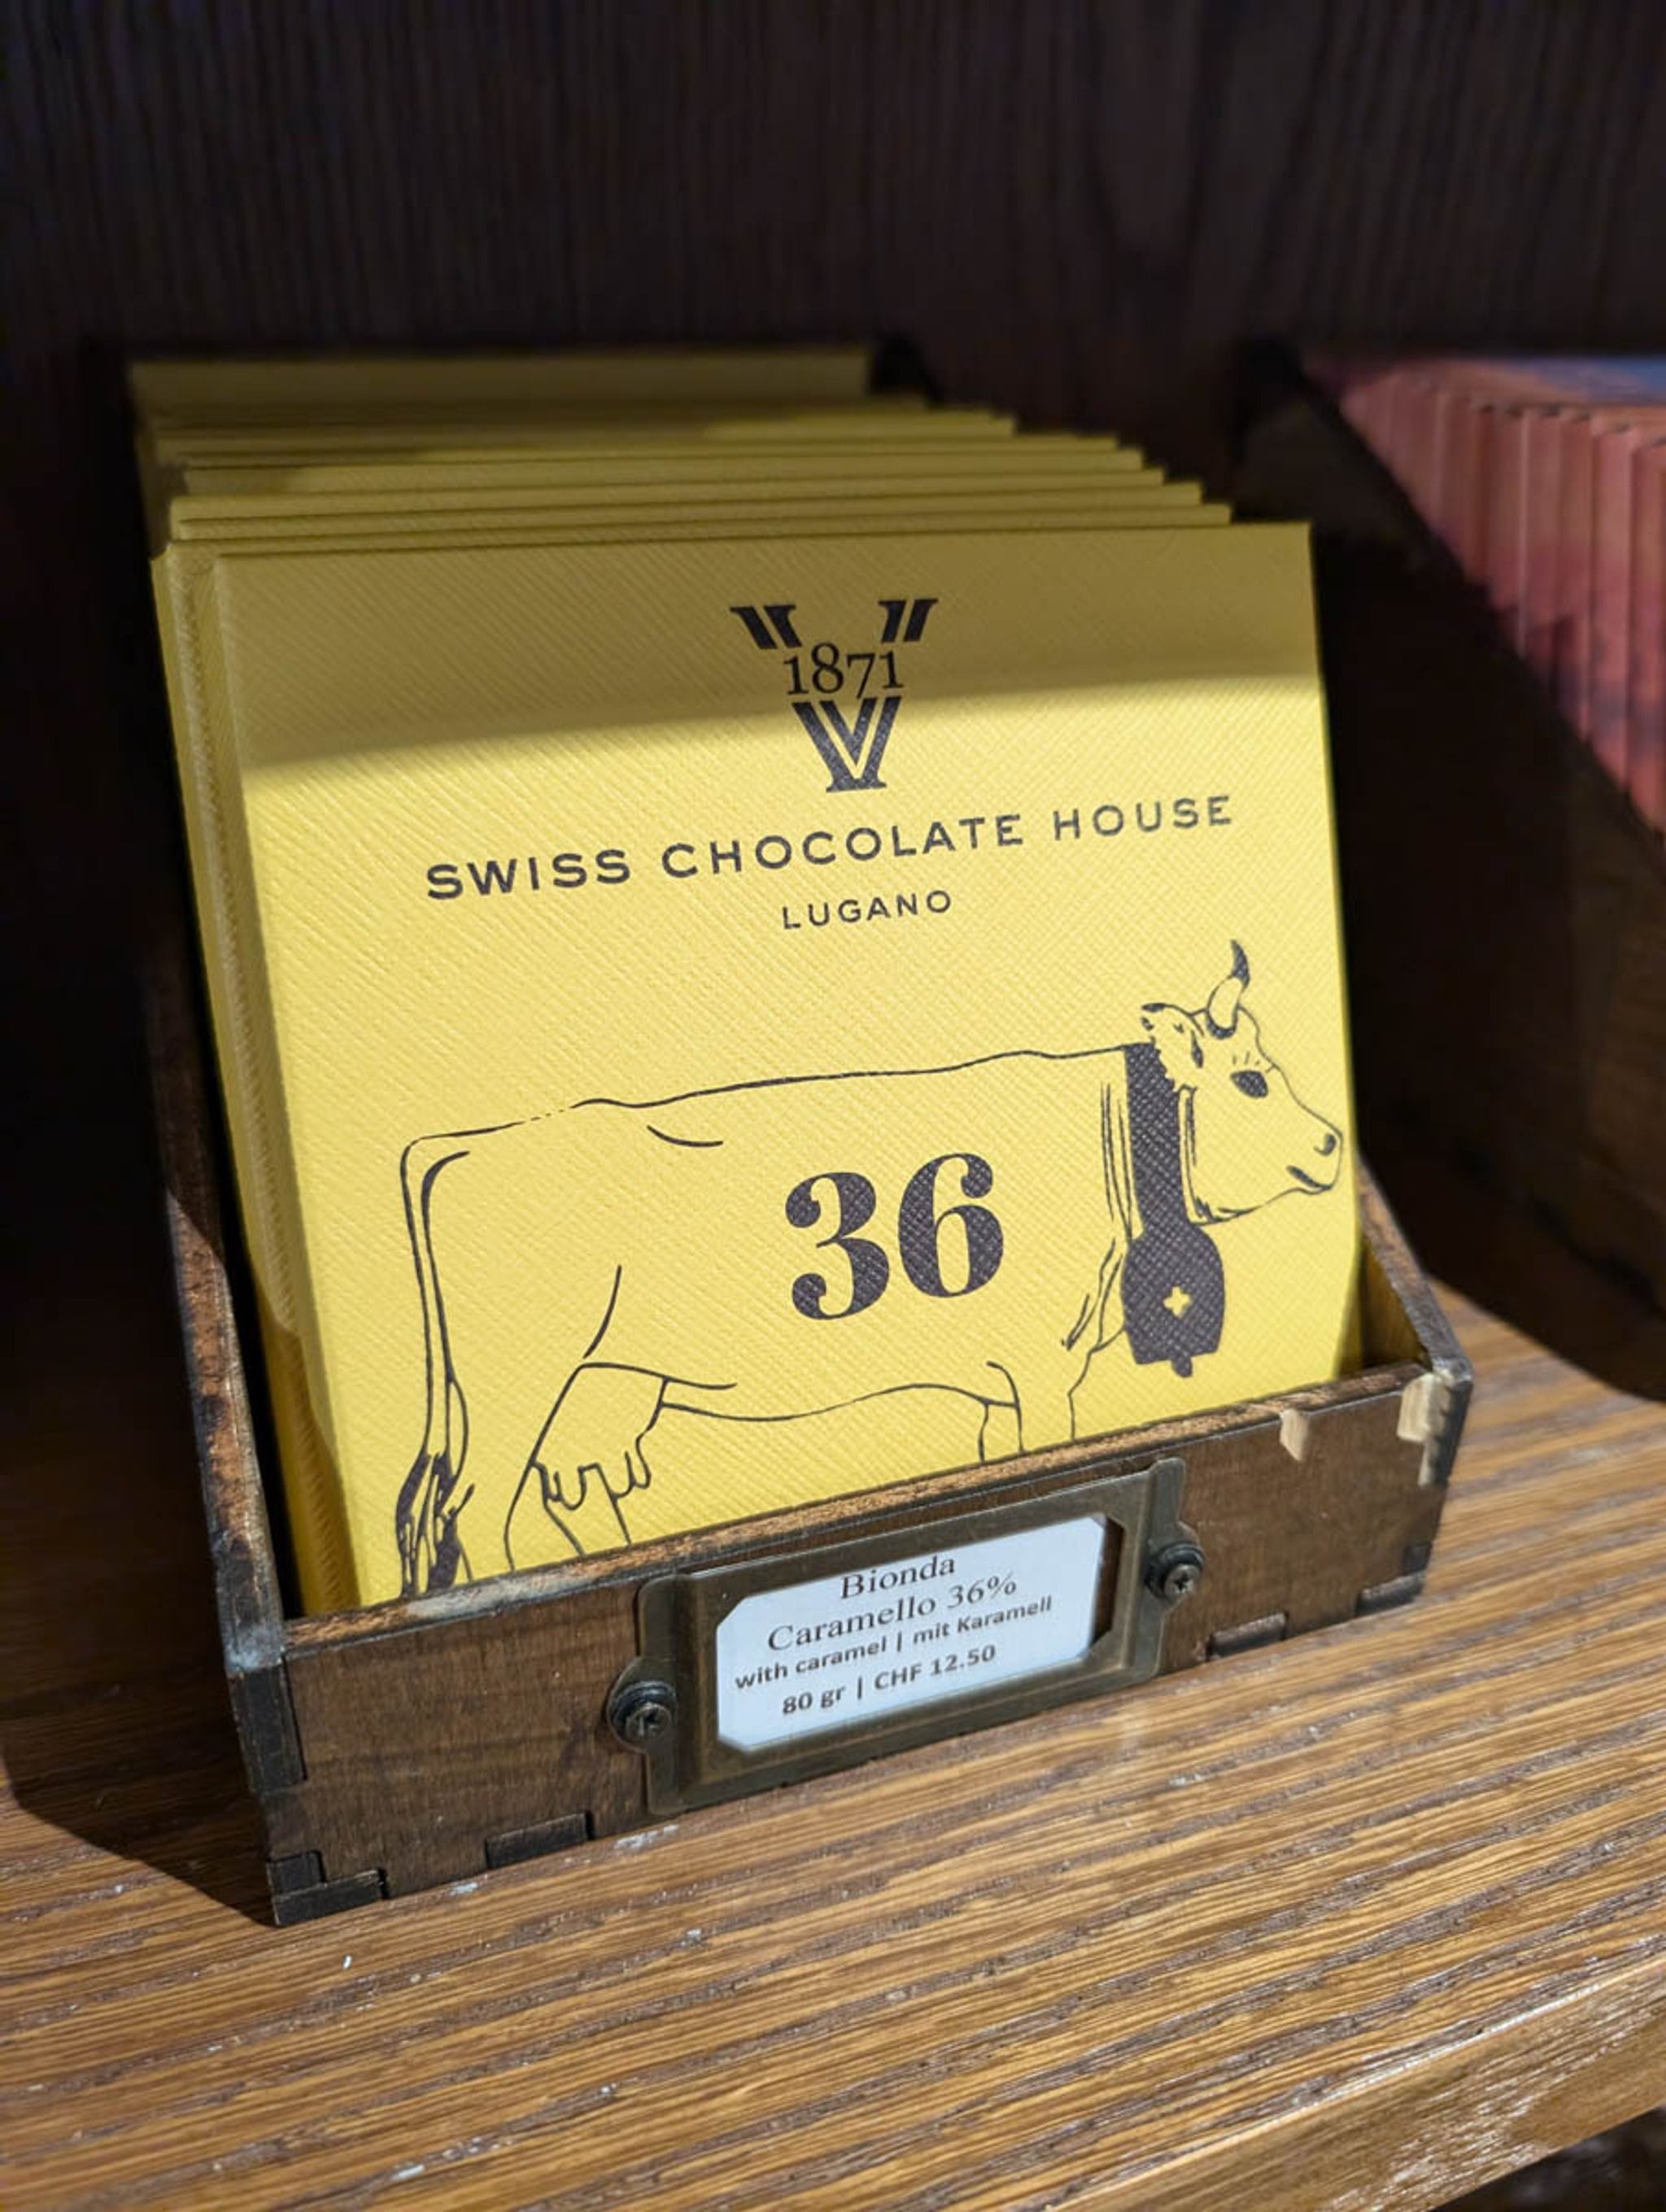 V
1871
SWISS CHOCOLATE HOUSE
LUGANO
36
Bionda
Caramello 36%
with caramel | mit Karamell
80 gr | CHF 12.50